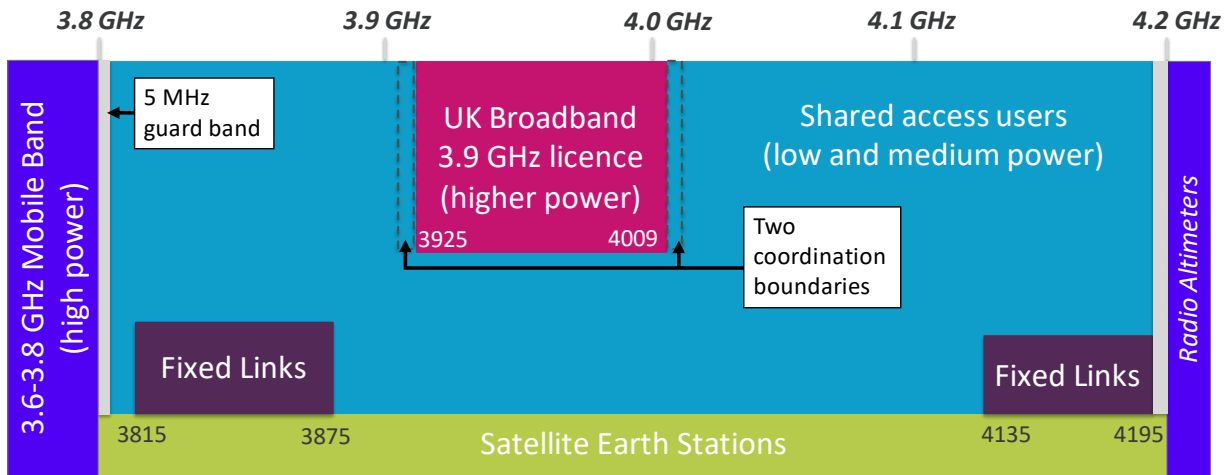 3.8 GHz
3.9 GHz
4.0 GHz
4.1 GHz
4.2 GHz
3.6-3.8 GHz Mobile Band
(high power)
5 MHz
guard band
UK Broadband
3.9 GHz licence
(higher power)
3925
4009
Shared access users
(low and medium power)
Two
coordination
boundaries
Radio Altimeters
Fixed Links
Fixed Links
3815
3875
Satellite Earth Stations
4135
4195